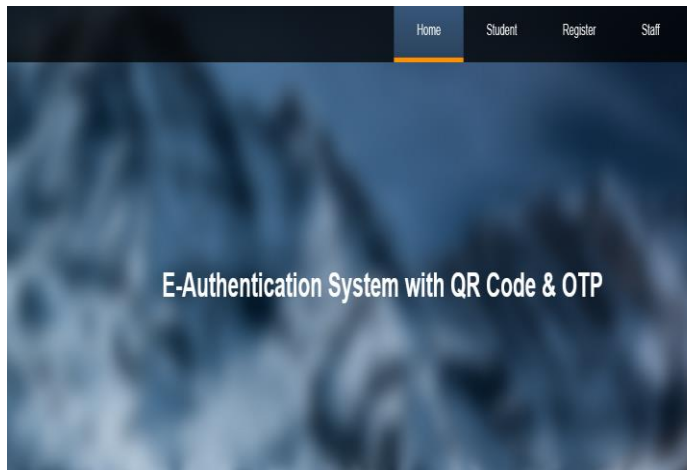 Home Student Register Staff
E-Authentication System with QR Code & OTP